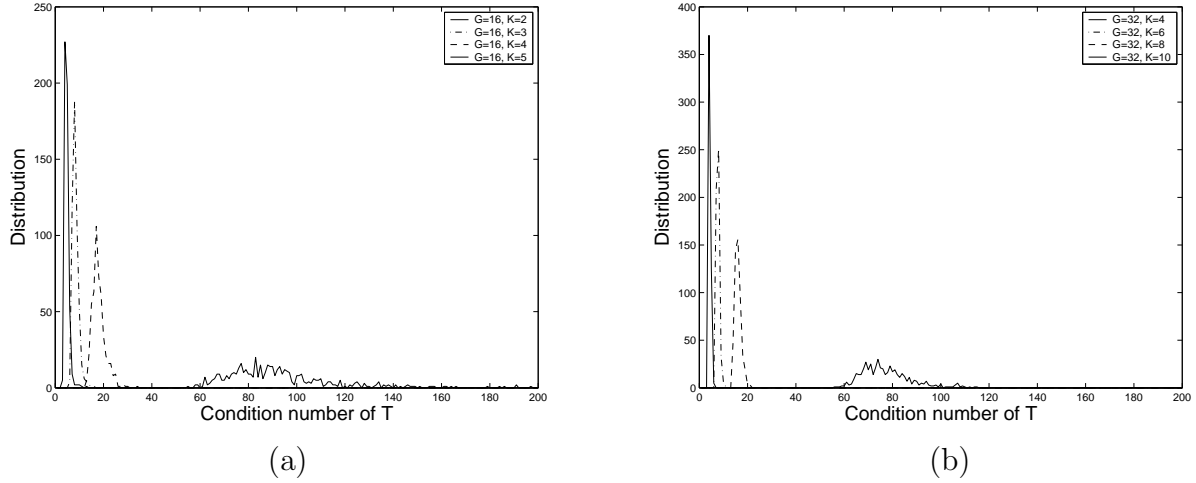 250
200
150
100
50
0
Distribution
0 20 40 60 80 100 120 140 160 180 200
Condition number of T
G=16, K=2
G=16, K=3
G=16, K=4
G=16, K=5
(a)
400
350
300
250
200
150
100
50
0
Distribution
0 20 40 60 80 100 120 140 160 180 200
Condition number of T
G=32, K=4
G=32, K=6
G=32, K=8
G=32, K=10
(b)